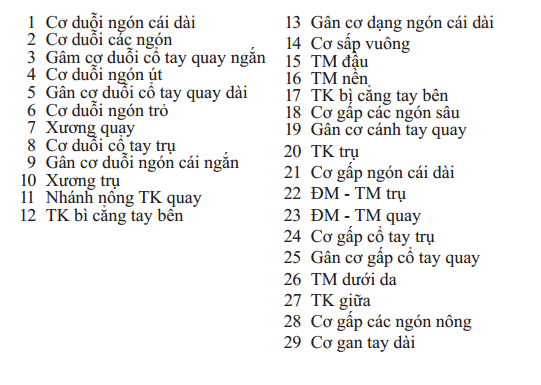 1 Cơ duỗi ngón cái dài
2 Cơ duỗi các ngón
3 Gâm cơ duỗi cổ tay quay ngắn
4 Cơ duỗi ngón út
5 Gân cơ duỗi cổ tay quay dài
6 Cơ duỗi ngón trỏ
7 Xương quay
8 Cơ duỗi cổ tay trụ
9 Gân cơ duỗi ngón cái ngắn
10 Xương trụ
11 Nhánh nông TK quay
12 TK bì cẳng tay bên
13 Gân cơ dạng ngón cái dài
14 Cơ sấp vuông
15 TM đầu
16 TM nền
17 TK bì cẳng tay bên
18 Cơ gấp các ngón sâu
19 Gân cơ cánh tay quay
20 TK trụ
21 Cơ gấp ngón cái dài
22 ĐM - TM trụ
23 ĐM - TM quay
24 Cơ gấp cổ tay trụ
25 Gân cơ gấp cổ tay quay
26 TM dưới da
27 TK giữa
28 Cơ gấp các ngón nông
29 Cơ gan tay dài